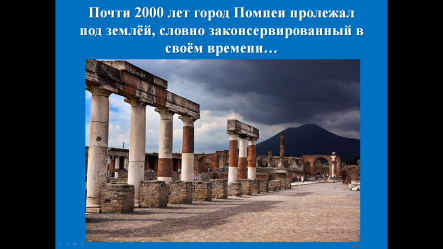 Почти 2000 лет город Помпеи пролежал
под землёй, словно законсервированный в
своём времени…